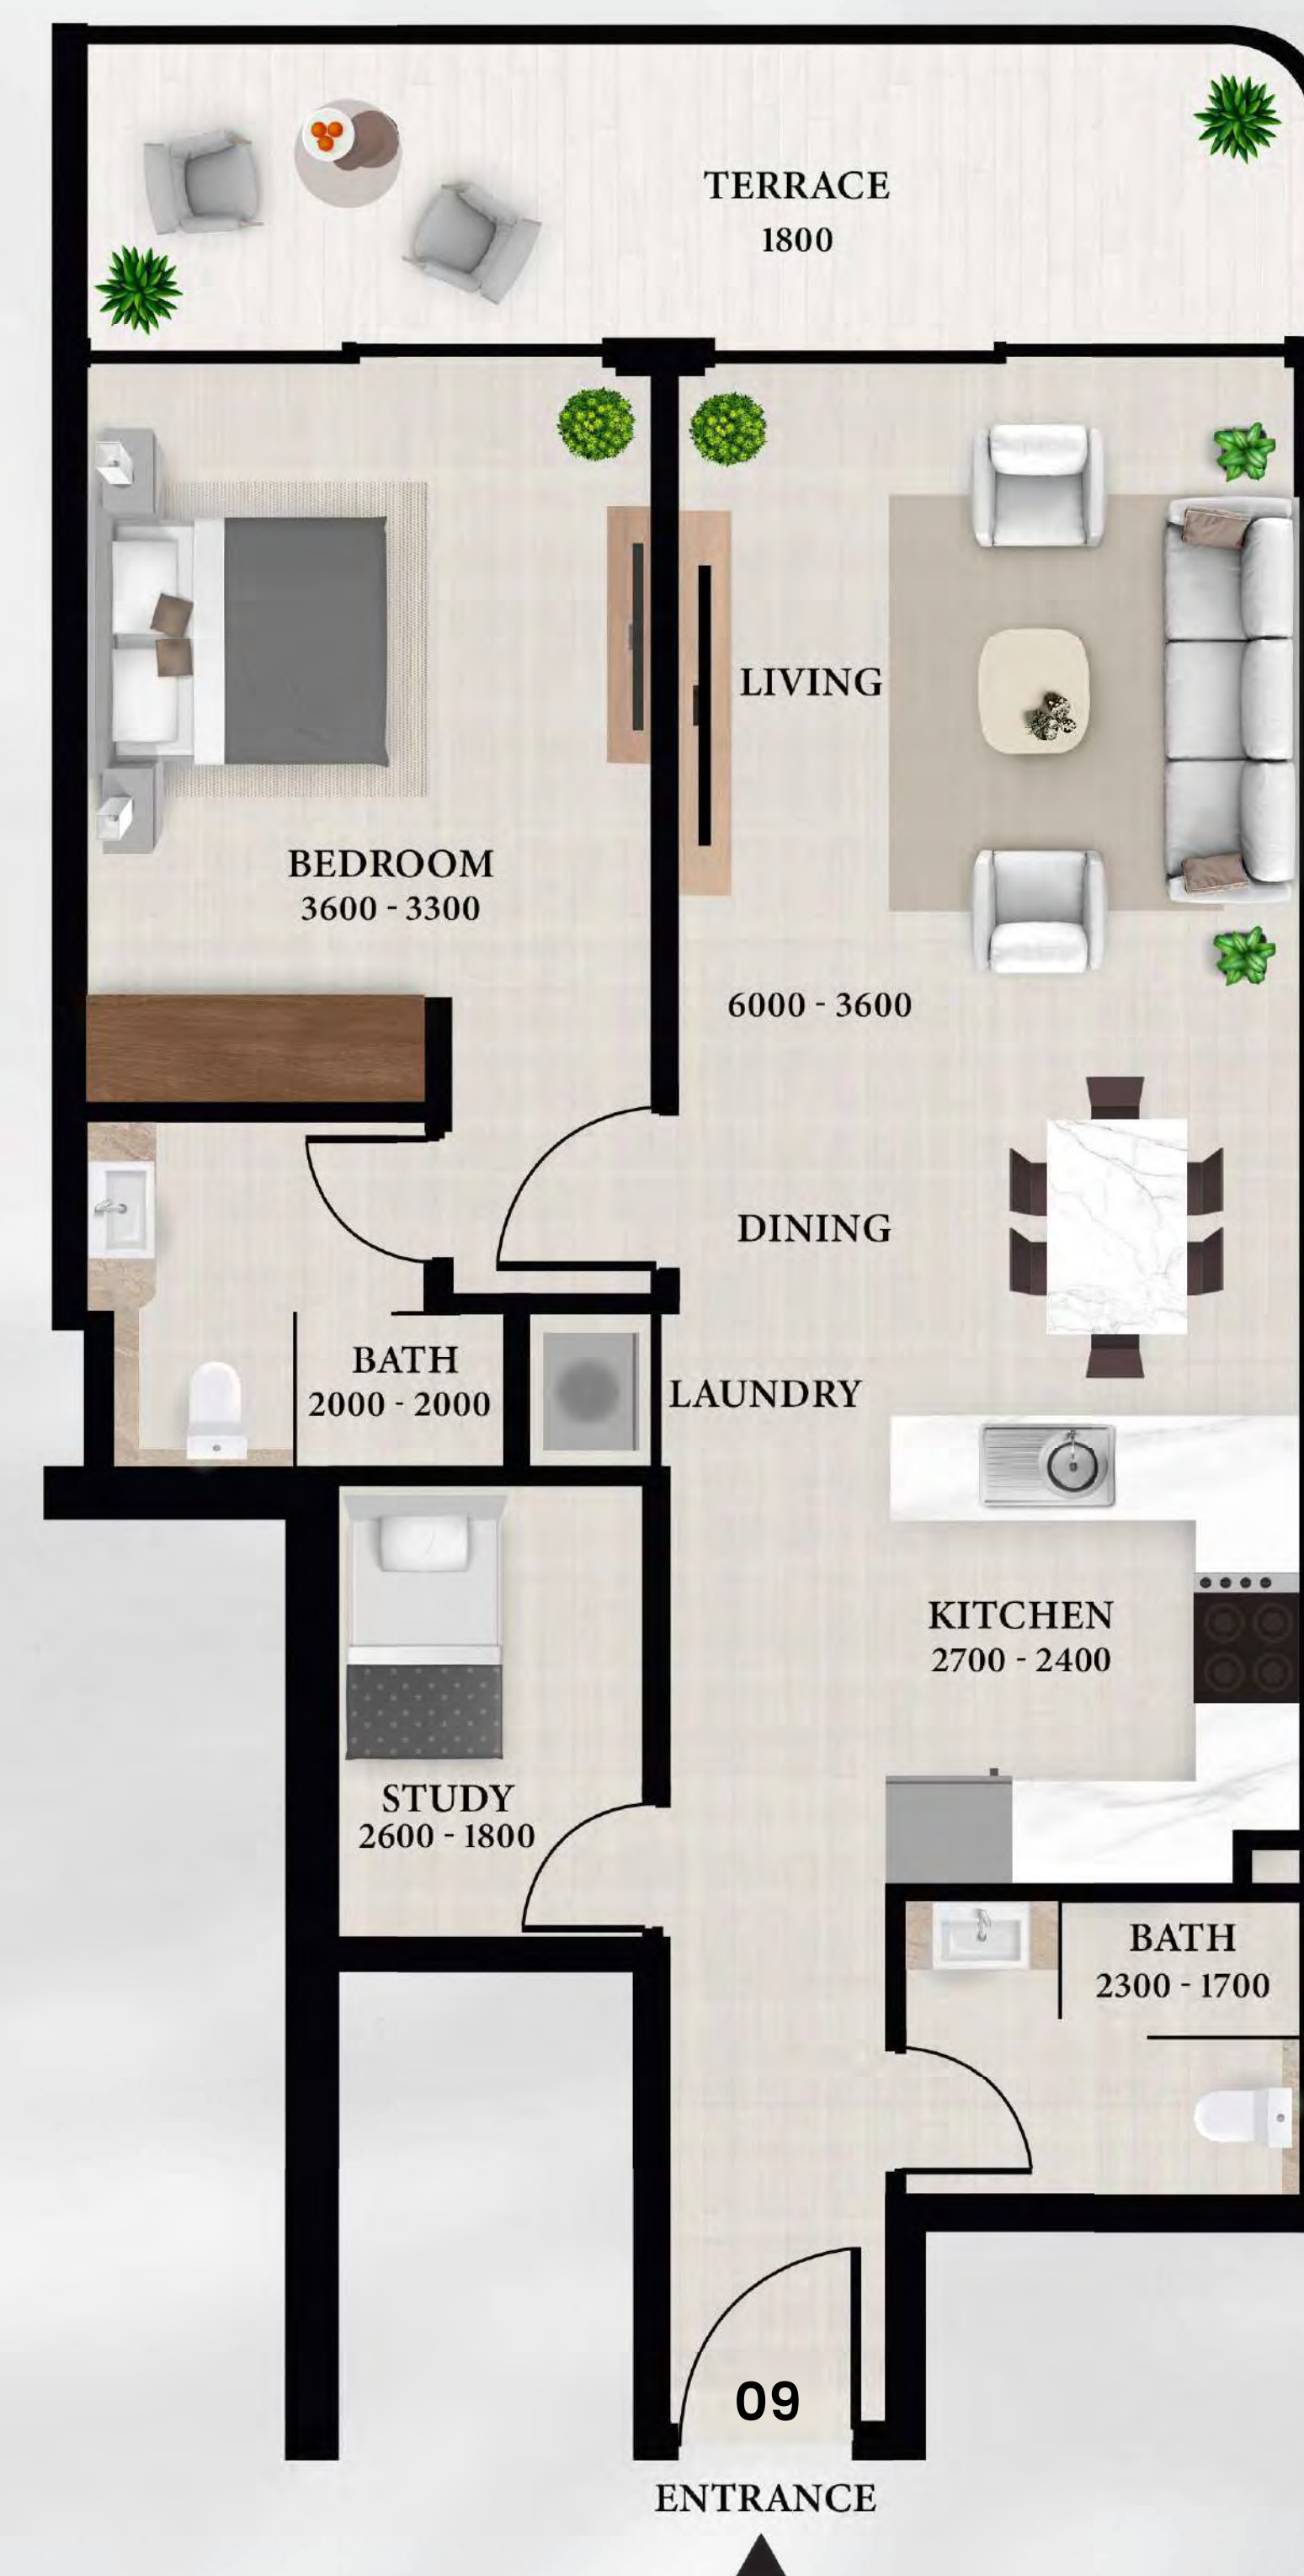 TERRACE
1800
LIVING
BEDROOM
3600 - 3300
6000 - 3600
DINING
BATH
2000 - 2000
LAUNDRY
KITCHEN
2700 - 2400
STUDY
2600 - 1800
BATH
2300 - 1700
09
ENTRANCE